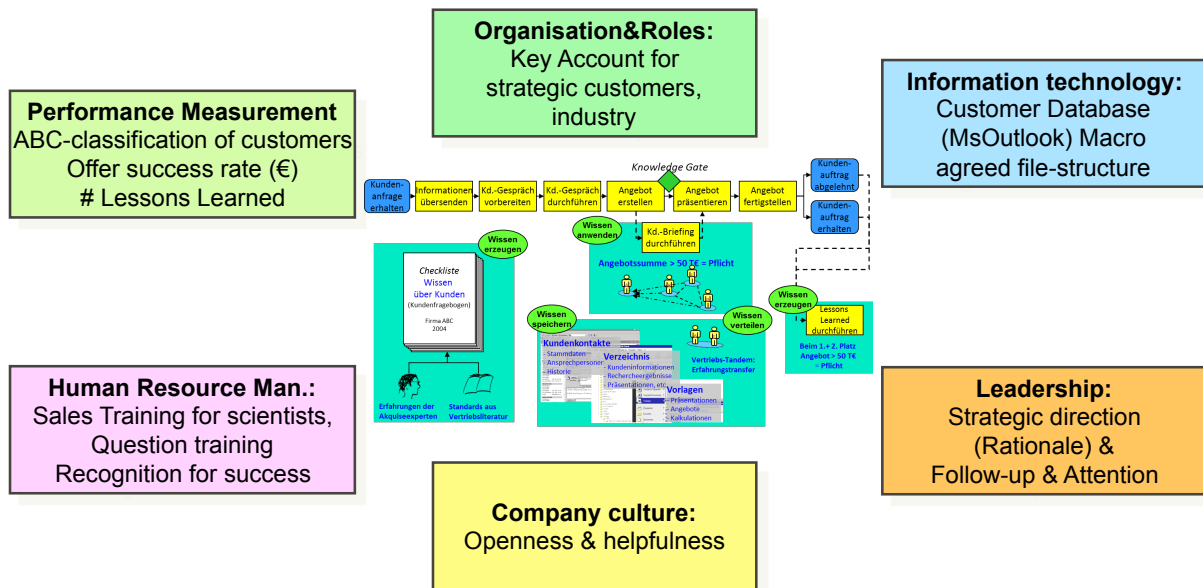 Organisation&Roles:
Key Account for
strategic customers,
industry
Performance Measurement
ABC-classification of customers
Offer success rate (€)
# Lessons Learned
Information technology:
Customer Database
(MsOutlook) Macro
agreed file-structure
Knowledge Gate
Kunden-
anfrage
erhalten
Informationen
übersenden
Kd.-Gespräch
vorbereiten
Kd.-Gespräch
durchführen
Angebot
erstellen
Angebot
präsentieren
Angebot
fertigstellen
Kunden-
auftrag
abgelehnt
Kunden-
auftrag
erhalten
Wissen
anwenden
Kd.-Briefing
durchführen
Angebotssumme > 50 T€ = Pflicht
Wissen
erzeugen
Checkliste
Wissen
über Kunden
(Kundenfragebogen)
Firma ABC
2004
Erfahrungen der
Akquiseexperten
Standards aus
Vertriebsliteratur
Wissen
speichern
Kundenkontakte
- Stammdaten
- Ansprechpersonen
- Historie
Verzeichnis
- Kundeninformationen
- Rechercheergebnisse
- Präsentationen, etc.
Vorlagen
- Präsentationen
- Angebote
- Kalkulationen
Wissen
verteilen
Vertriebs-Tandem:
Erfahrungstransfer
Wissen
erzeugen
Lessons
Learned
durchführen
Beim 1.+ 2. Platz
Angebot > 50 T€
= Pflicht
Human Resource Man.:
Sales Training for scientists,
Question training
Recognition for success
Company culture:
Openness & helpfulness
Leadership:
Strategic direction
(Rationale) &
Follow-up & Attention